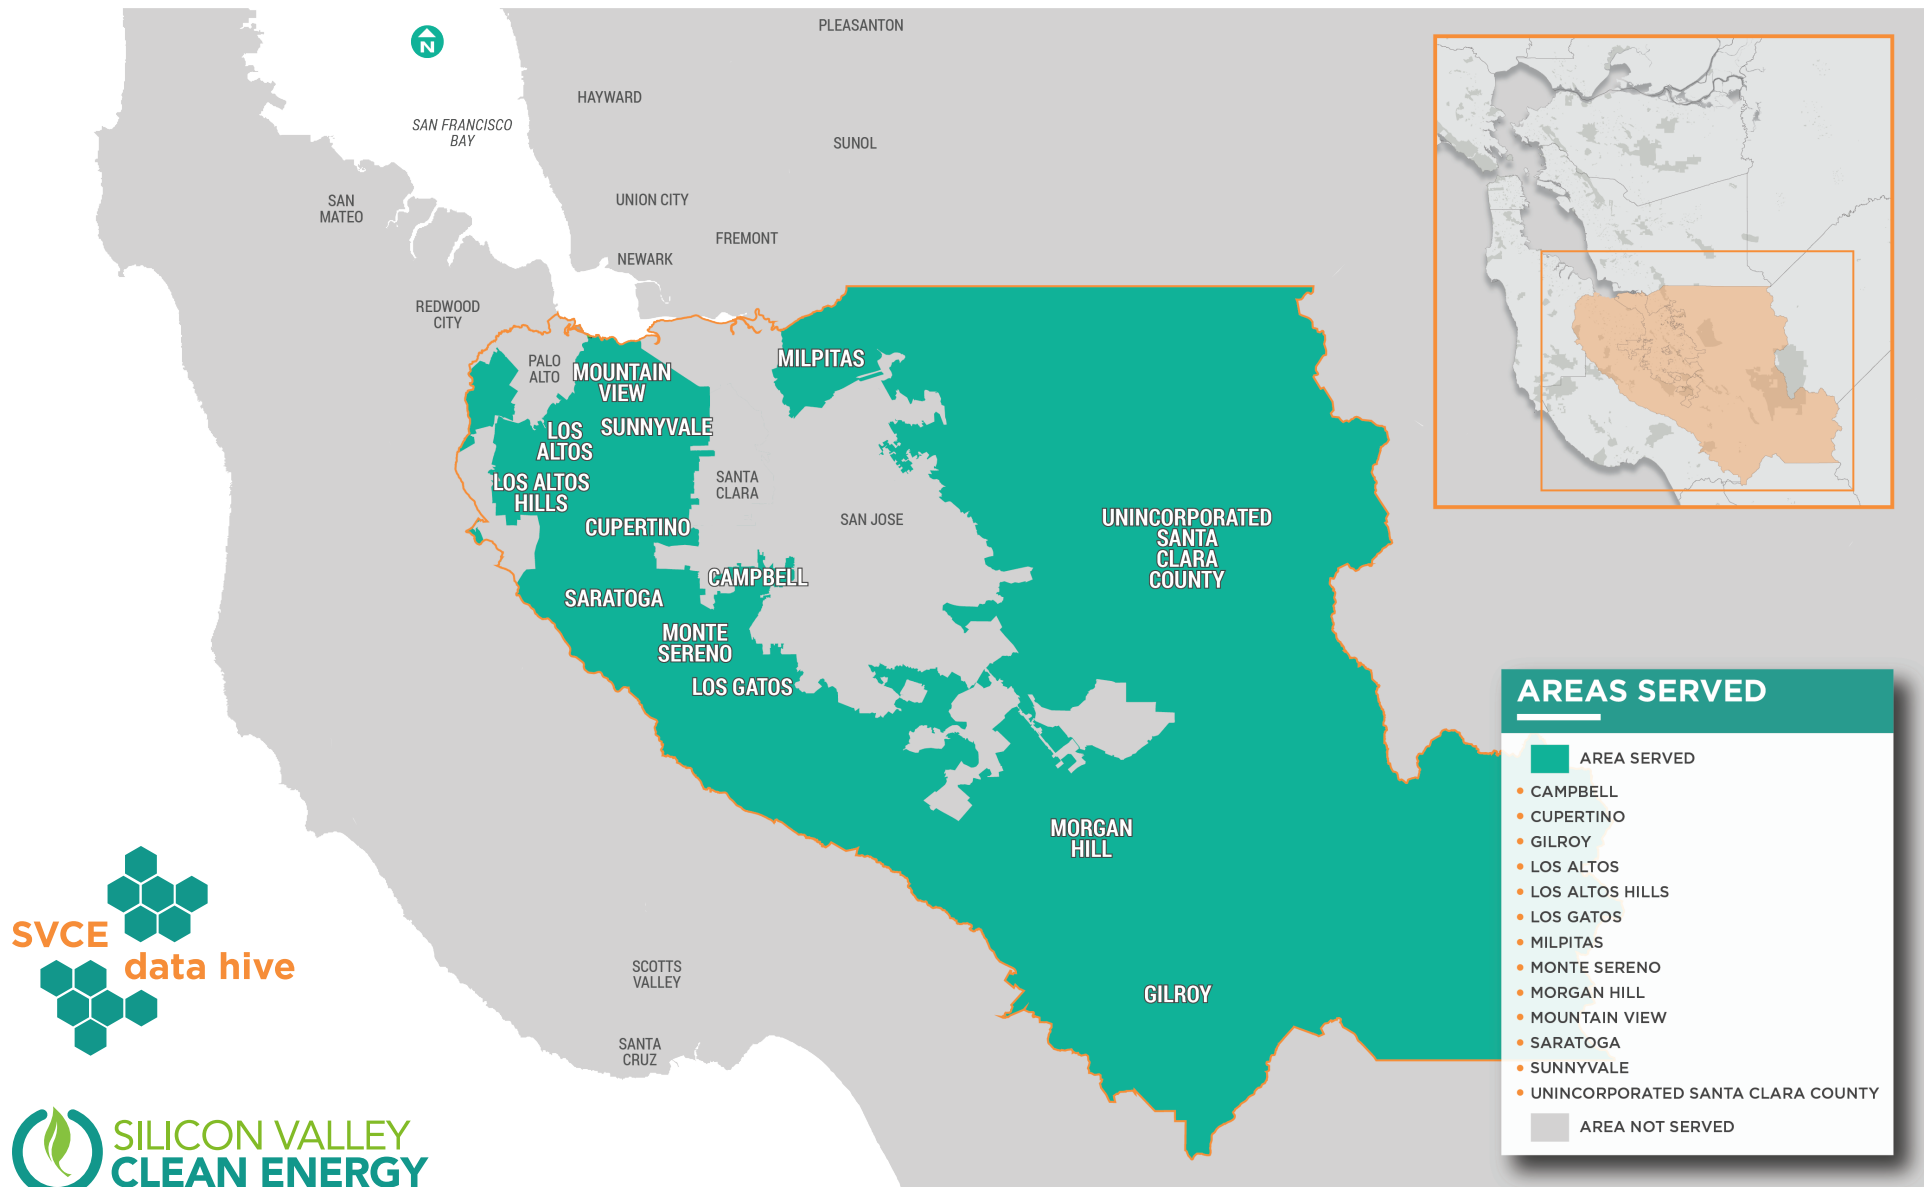 PLEASANTON
N
HAYWARD
SAN FRANCISCO
BAY
SUNOL
SAN
MATEO
UNION CITY
FREMONT
NEWARK
REDWOOD
CITY
PALO
ALTO
MOUNTAIN
VIEW
MILPITAS
SUNNYVALE
LOS
ALTOS
LOS ALTOS
HILLS
SANTA
CLARA
SAN JOSE
CUPERTINO
UNINCORPORATED
SANTA
CLARA
COUNTY
CAMPBELL
SARATOGA
MONTE
SERENO
LOS GATOS
MORGAN
HILL
GILROY
SCOTTS
VALLEY
SANTA
CRUZ
AREAS SERVED
AREA SERVED
• CAMPBELL
• CUPERTINO
• GILROY
• LOS ALTOS
• LOS ALTOS HILLS
• LOS GATOS
• MILPITAS
• MONTE SERENO
• MORGAN HILL
• MOUNTAIN VIEW
• SARATOGA
• SUNNYVALE
• UNINCORPORATED SANTA CLARA COUNTY
AREA NOT SERVED
SVCE
data hive
SILICON VALLEY
CLEAN ENERGY